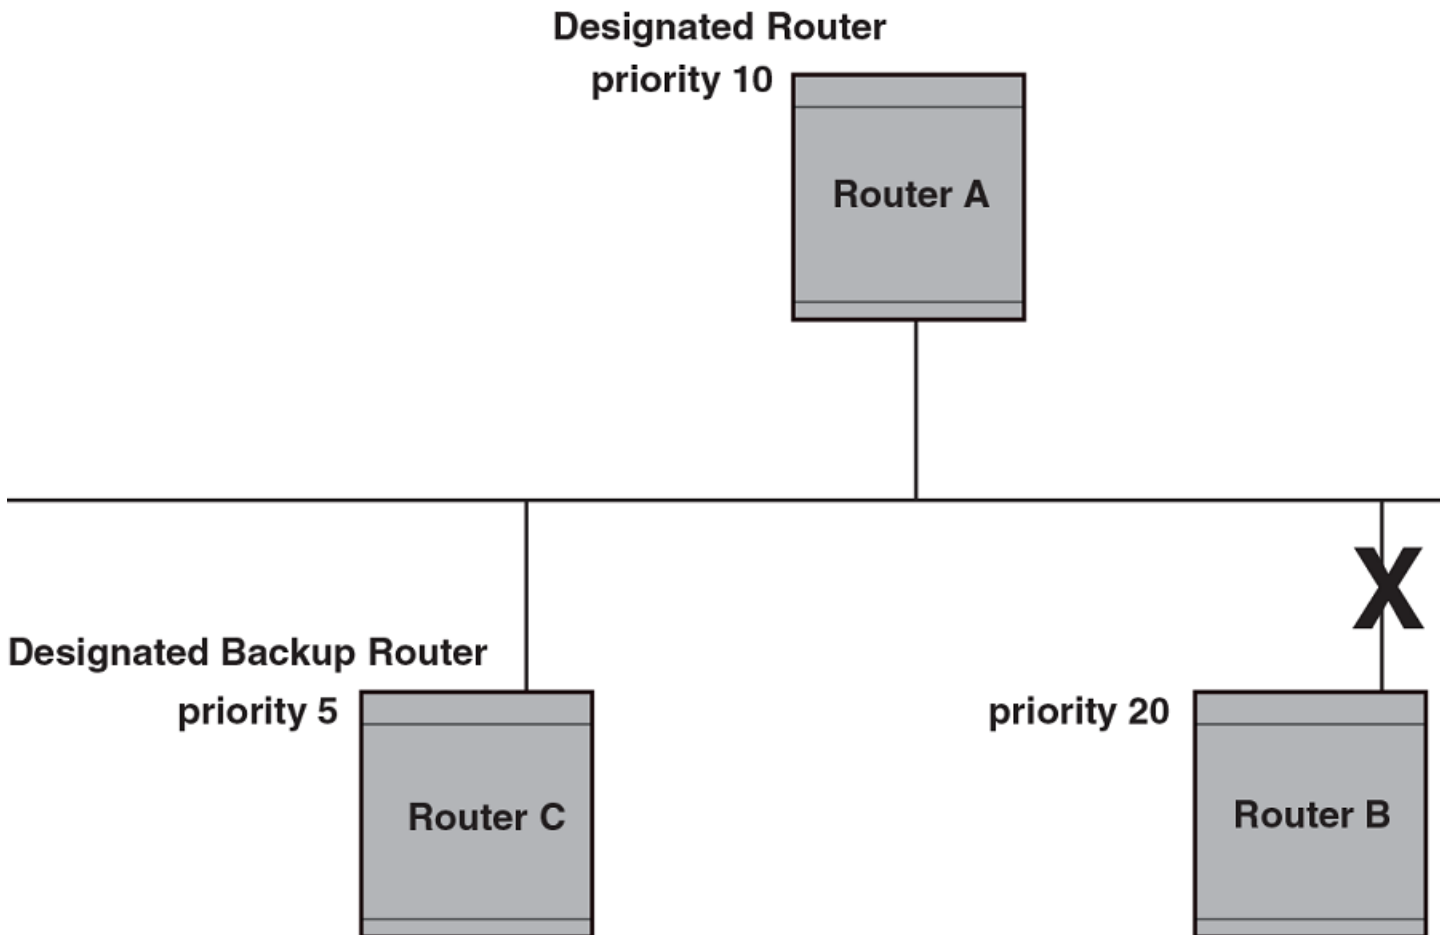 Designated Router
priority 10
Router A
X
Designated Backup Router
priority 5
priority 20
Router C
Router B